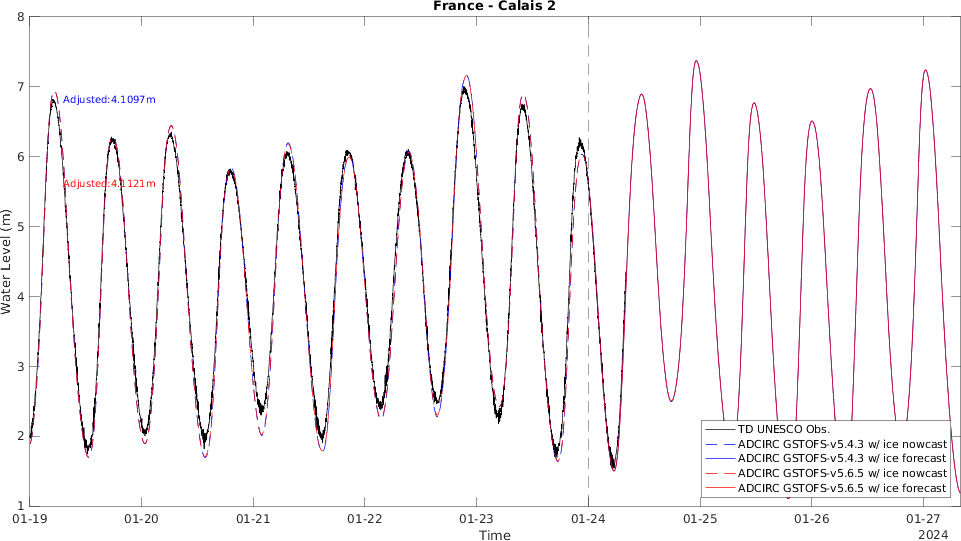 France - Calais 2
8
7
6
5
4
3
2
1
Water Level (m)
Adjusted:4.1097m
Adjusted:4.1121m
TD UNESCO Obs.
ADCIRC GSTOFS-v5.4.3 w/ ice nowcast
ADCIRC GSTOFS-v5.4.3 w/ ice forecast
ADCIRC GSTOFS-v5.6.5 w/ ice nowcast
ADCIRC GSTOFS-v5.6.5 w/ ice forecast
01-19 01-20 01-21 01-22 01-23 01-24 01-25 01-26 01-27
2024
Time